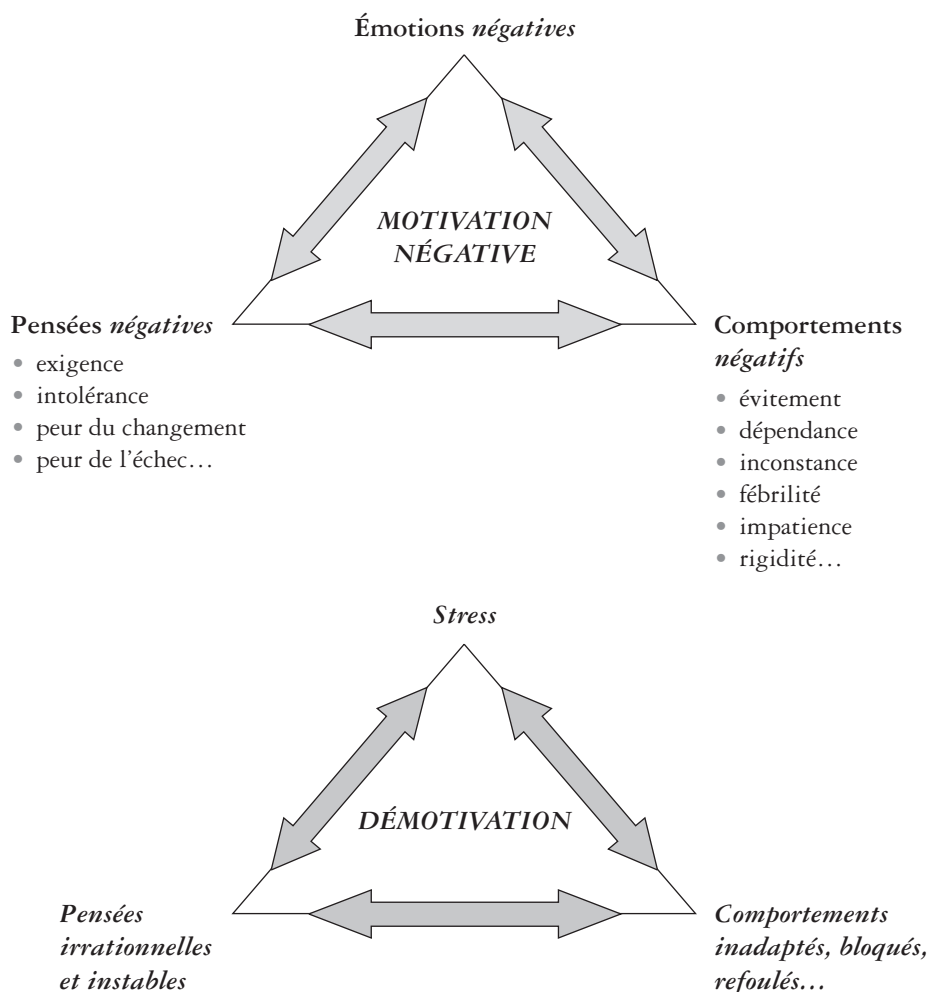 Émotions négatives
MOTIVATION
NÉGATIVE
Pensées négatives
• exigence
• intolérance
• peur du changement
• peur de l'échec…
Comportements
négatifs
• évitement
• dépendance
• inconstance
• fébrilité
• impatience
• rigidité…
Stress
DÉMOTIVATION
Pensées
irrationnelles
et instables
Comportements
inadaptés, bloqués,
refoulés…